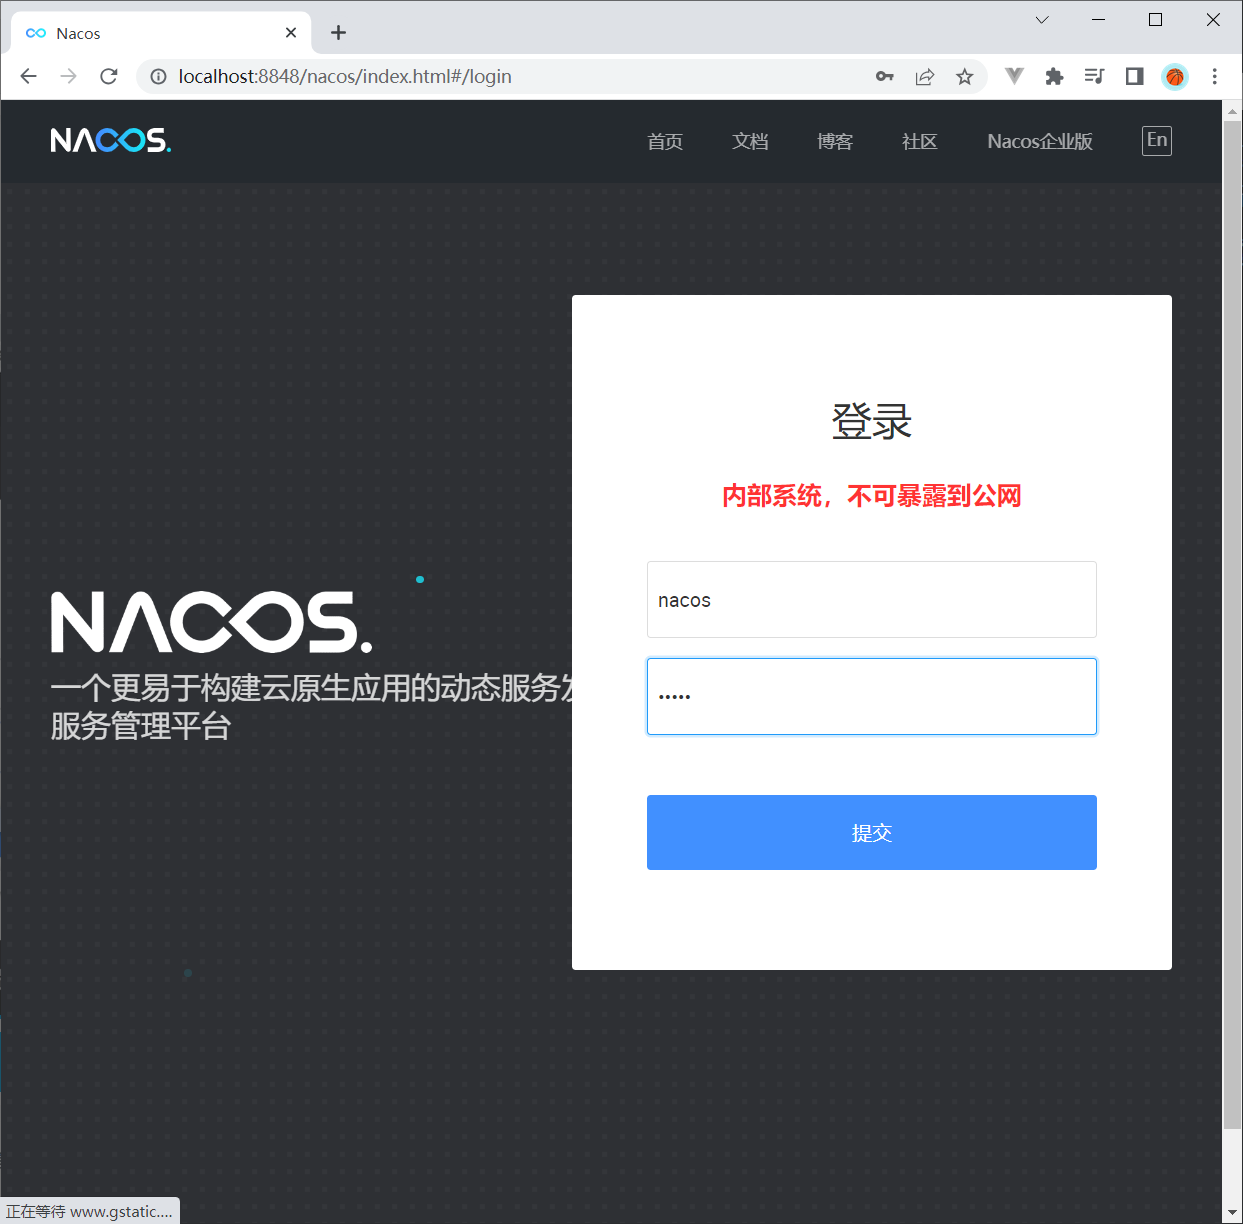 Nacos
localhost:8848/nacos/index.html#/login
NACOS.
首页 文档 博客 社区 Nacos企业版 En
登录
内部系统，不可暴露到公网
nacos
•••••
提交
NACOS.
一个更易于构建云原生应用的动态服务发
服务管理平台
正在等待 www.gstatic....